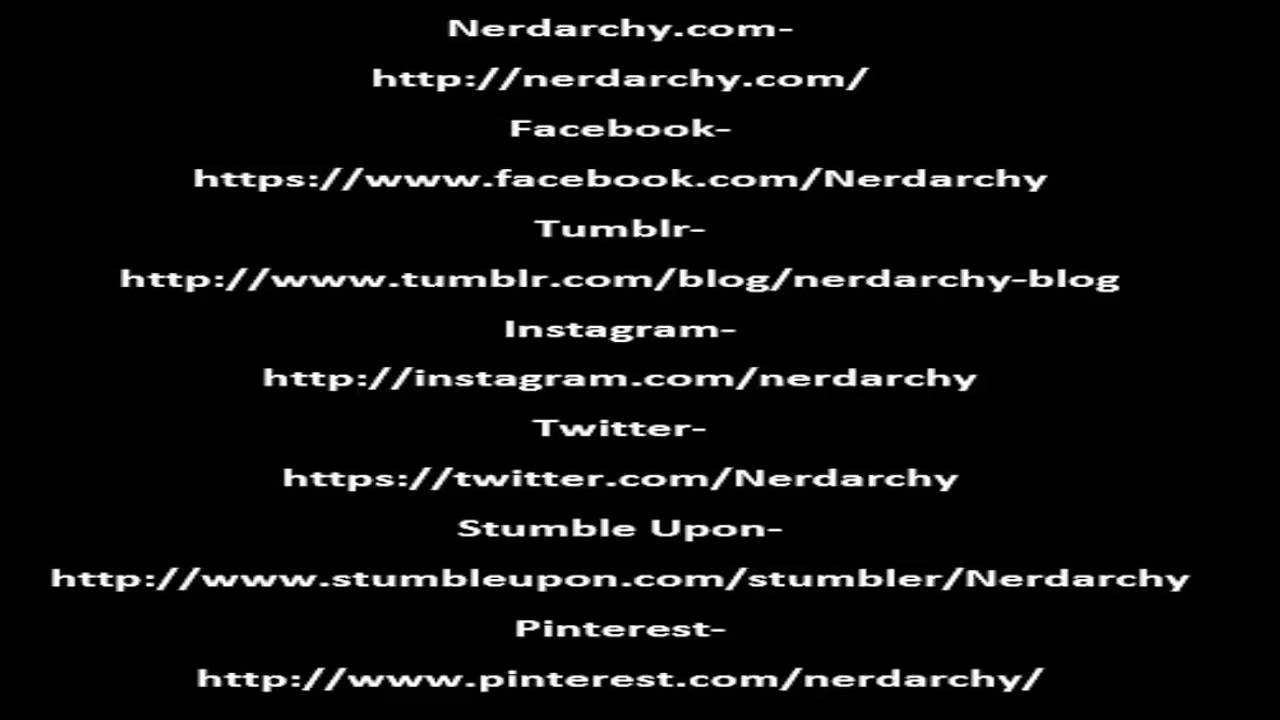 Nerdarchy.com-
http://nerdarchy.com/
Facebook-
https://www.facebook.com/Nerdarchy
Tumblr-
http://www.tumblr.com/blog/nerdarchy-blog
Instagram-
http://instagram.com/nerdarchy
Twitter-
https://twitter.com/Nerdarchy
Stumble Upon-
http://www.stumbleupon.com/stumbler/Nerdarchy
Pinterest-
http://www.pinterest.com/nerdarchy/